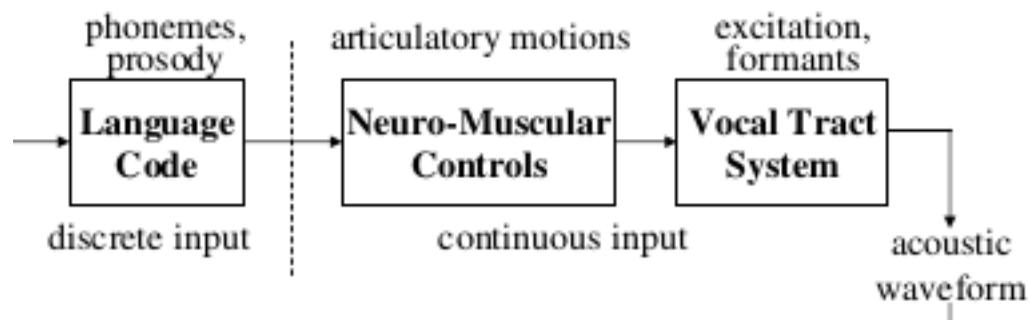 phonemes,
prosody
articulatory motions
excitation,
formants
Language
Code
Neuro-Muscular
Controls
Vocal Tract
System
discrete input
continuous input
acoustic
waveform